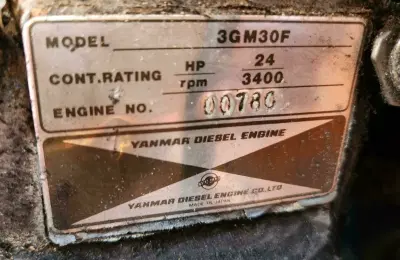 MODEL 3GM30F
CONT.RATING HP 24
rpm 3400
ENGINE NO. 00780
YANMAR DIESEL ENGINE
YANMAR DIESEL ENGINE CO.,LTD
MADE IN JAPAN